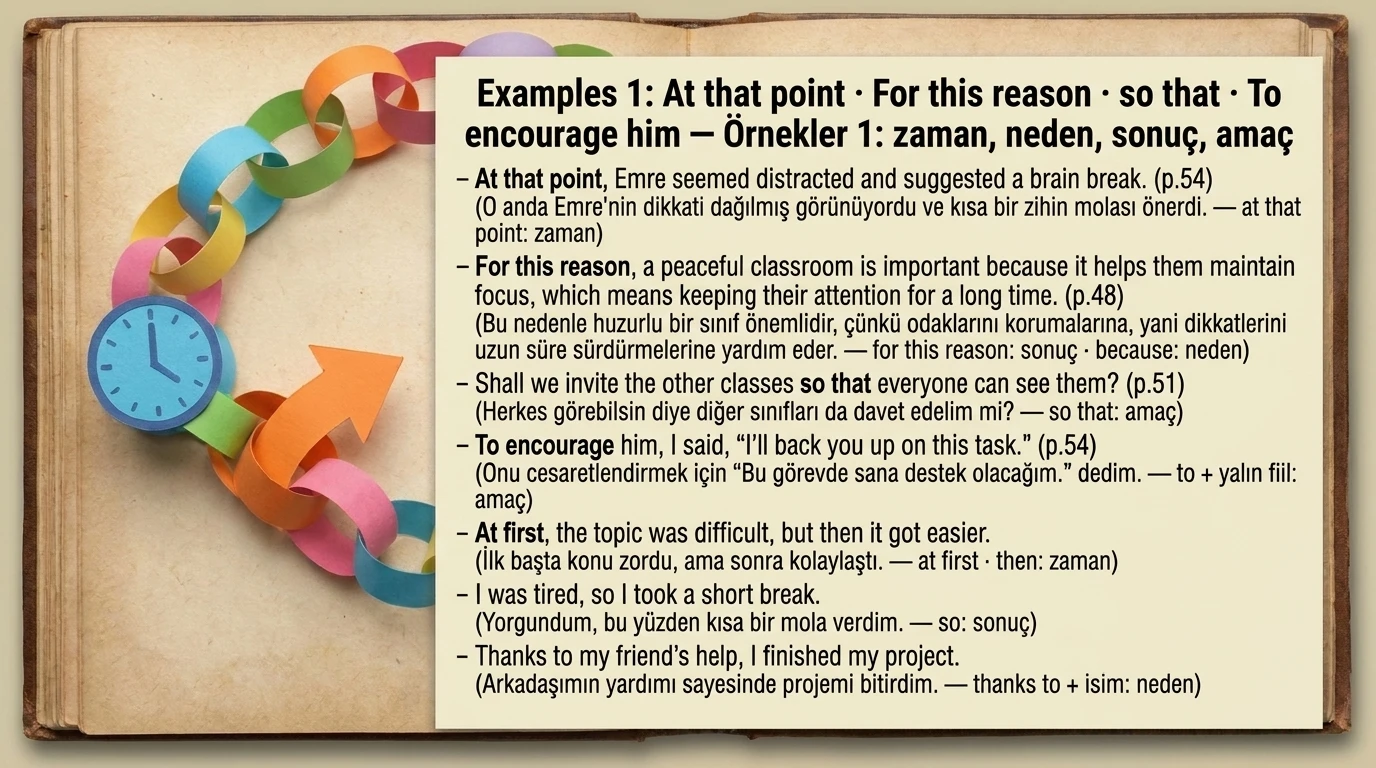 Examples 1: At that point · For this reason · so that · To
encourage him — Örnekler 1: zaman, neden, sonuç, amaç
– At that point, Emre seemed distracted and suggested a brain break. (p.54)
(O anda Emre'nin dikkati dağılmış görünüyordu ve kısa bir zihin molası önerdi. — at that
point: zaman)
– For this reason, a peaceful classroom is important because it helps them maintain
focus, which means keeping their attention for a long time. (p.48)
(Bu nedenle huzurlu bir sınıf önemlidir, çünkü odaklarını korumalarına, yani dikkatlerini
uzun süre sürdürmelerine yardım eder. — for this reason: sonuç · because: neden)
– Shall we invite the other classes so that everyone can see them? (p.51)
(Herkes görebilsin diye diğer sınıfları da davet edelim mi? — so that: amaç)
– To encourage him, I said, “I’ll back you up on this task.” (p.54)
(Onu cesaretlendirmek için “Bu görevde sana destek olacağım.” dedim. — to + yalın fiil:
amaç)
– At first, the topic was difficult, but then it got easier.
(İlk başta konu zordu, ama sonra kolaylaştı. — at first · then: zaman)
– I was tired, so I took a short break.
(Yorgundum, bu yüzden kısa bir mola verdim. — so: sonuç)
– Thanks to my friend’s help, I finished my project.
(Arkadaşımın yardımı sayesinde projemi bitirdim. — thanks to + isim: neden)